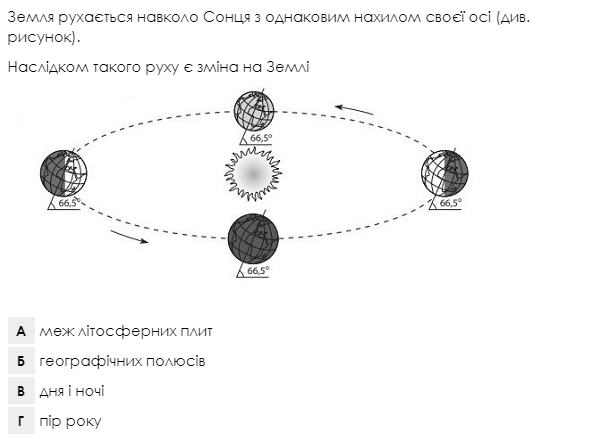 Земля рухається навколо Сонця з однаковим нахилом своєї осі (див.
рисунок).
Наслідком такого руху є зміна на Землі
66,5°
66,5°
66,5°
66,5°
А меж літосферних плит
Б географічних полюсів
В дня і ночі
Г пір року